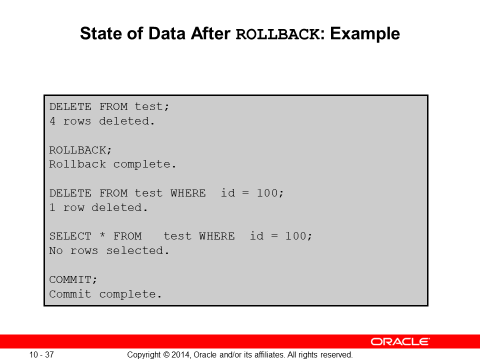 State of Data After ROLLBACK: Example
DELETE FROM test;
4 rows deleted.
ROLLBACK;
Rollback complete.
DELETE FROM test WHERE  id = 100;
1 row deleted.
SELECT * FROM   test WHERE  id = 100;
No rows selected.
COMMIT;
Commit complete.
ORACLE
10 - 37
Copyright © 2014, Oracle and/or its affiliates. All rights reserved.